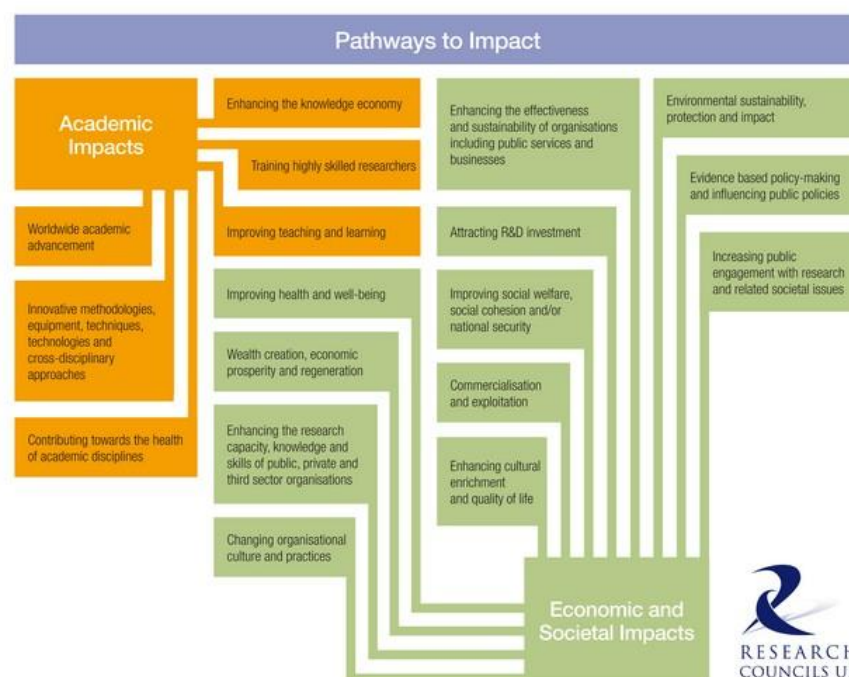 Pathways to Impact
Academic
Impacts
Enhancing the knowledge economy
Training highly skilled researchers
Improving teaching and learning
Worldwide academic
advancement
Innovative methodologies,
equipment, techniques,
technologies and
cross-disciplinary
approaches
Contributing towards the health
of academic disciplines
Improving health and well-being
Wealth creation, economic
prosperity and regeneration
Enhancing the research
capacity, knowledge and
skills of public, private and
third sector organisations
Changing organisational
culture and practices
Enhancing the effectiveness
and sustainability of organisations
including public services and
businesses
Attracting R&D investment
Improving social welfare,
social cohesion and/or
national security
Commercialisation
and exploitation
Enhancing cultural
enrichment
and quality of life
Environmental sustainability,
protection and impact
Evidence based policy-making
and influencing public policies
Increasing public
engagement with research
and related societal issues
Economic and
Societal Impacts
RESEARCH
COUNCILS U